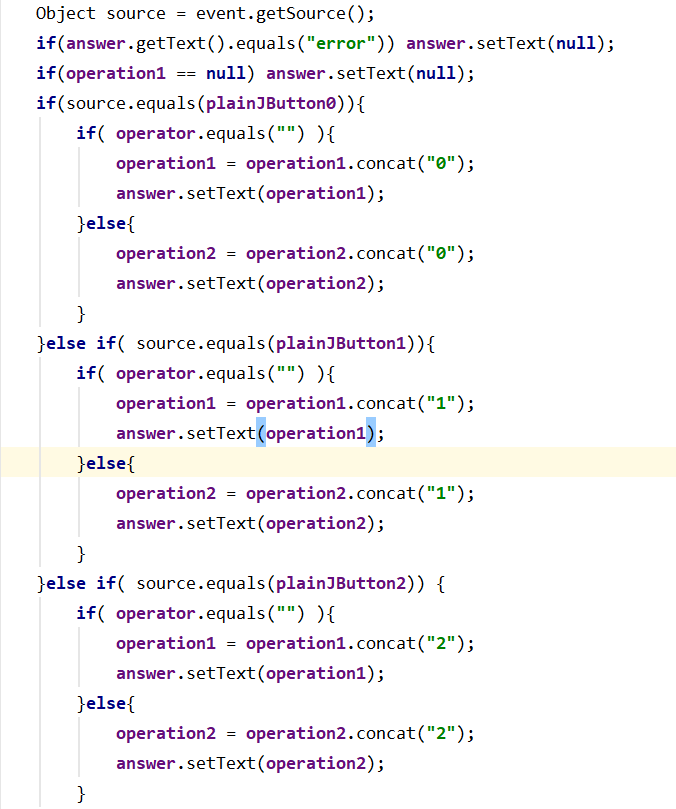 Object source = event.getSource();
if(answer.getText().equals("error")) answer.setText(null);
if(operation1 == null) answer.setText(null);
if(source.equals(plainJButton0)){
    if( operator.equals("") ){
        operation1 = operation1.concat("0");
        answer.setText(operation1);
    }else{
        operation2 = operation2.concat("0");
        answer.setText(operation2);
    }
}else if( source.equals(plainJButton1)){
    if( operator.equals("") ){
        operation1 = operation1.concat("1");
        answer.setText(operation1);
    }else{
        operation2 = operation2.concat("1");
        answer.setText(operation2);
    }
}else if( source.equals(plainJButton2)) {
    if( operator.equals("") ){
        operation1 = operation1.concat("2");
        answer.setText(operation1);
    }else{
        operation2 = operation2.concat("2");
        answer.setText(operation2);
    }